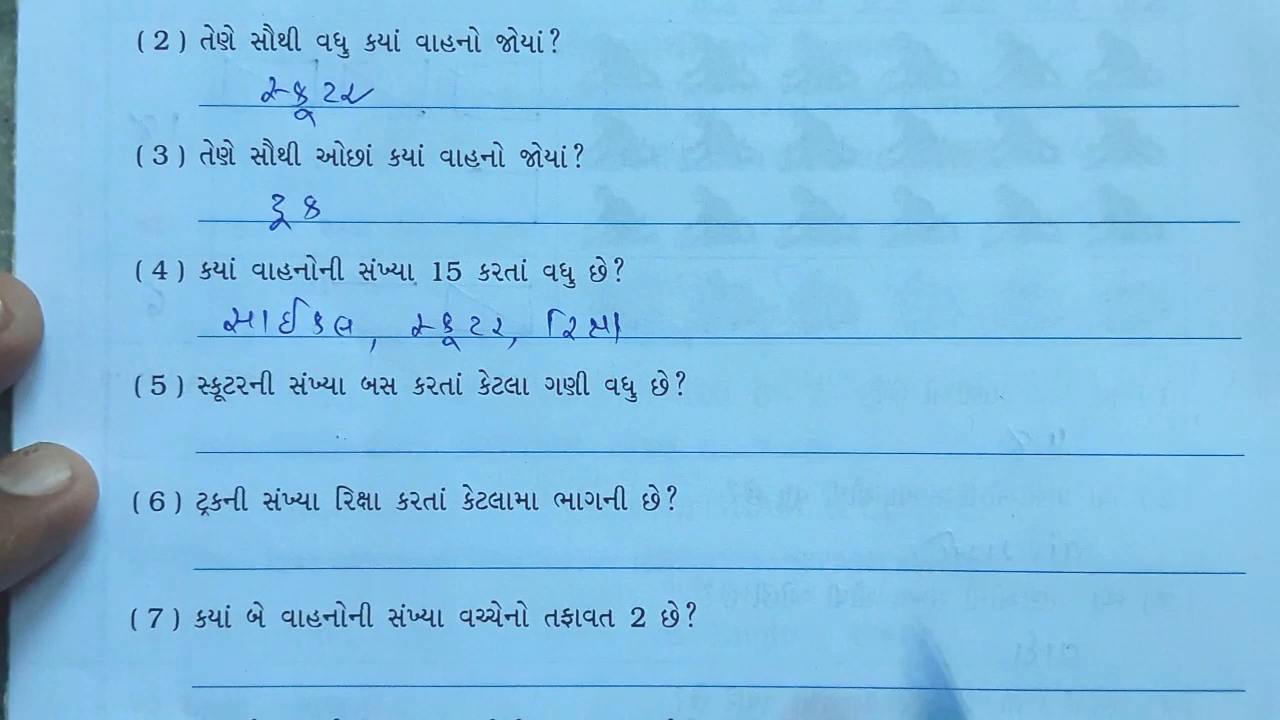 (2) તેણે સૌથી વધુ કયાં વાહનો જોયાં?
સ્કૂટર
(3) તેણે સૌથી ઓછાં કયાં વાહનો જોયાં?
ટ્રક
(4) કયાં વાહનોની સંખ્યા 15 કરતાં વધુ છે?
સાઈકલ, સ્કૂટર, રિક્ષા
(5) સ્કૂટરની સંખ્યા બસ કરતાં કેટલા ગણી વધુ છે?
(6) ટ્રકની સંખ્યા રિક્ષા કરતાં કેટલામા ભાગની છે?
(7) કયાં બે વાહનોની સંખ્યા વચ્ચેનો તફાવત 2 છે?